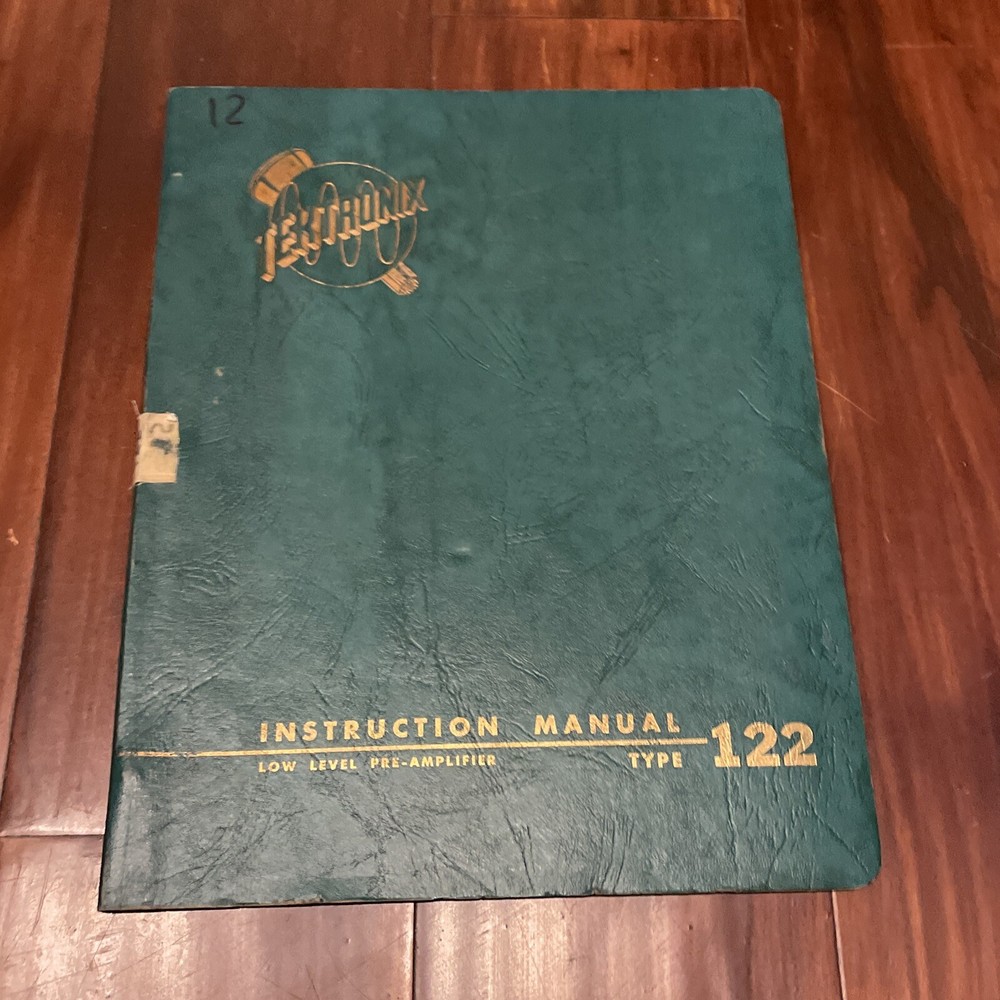 12
TEKTRONIX
INSTRUCTION MANUAL
LOW LEVEL PRE-AMPLIFIER TYPE 122